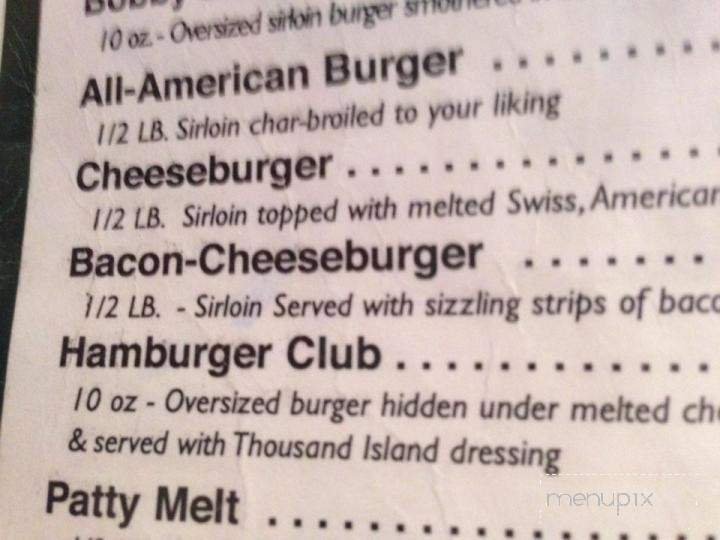 10 oz. - Oversized sirloin burger smothered
All-American Burger . . . . . . . .
1/2 LB. Sirloin char-broiled to your liking
Cheeseburger . . . . . . . . . . . . . .
1/2 LB. Sirloin topped with melted Swiss, American
Bacon-Cheeseburger . . . . . . .
1/2 LB. - Sirloin Served with sizzling strips of
Hamburger Club . . . . . . . . . . . .
10 oz - Oversized burger hidden under melted
& served with Thousand Island dressing
Patty Melt . . . . . . . . . . . . . . . . . .
menupix